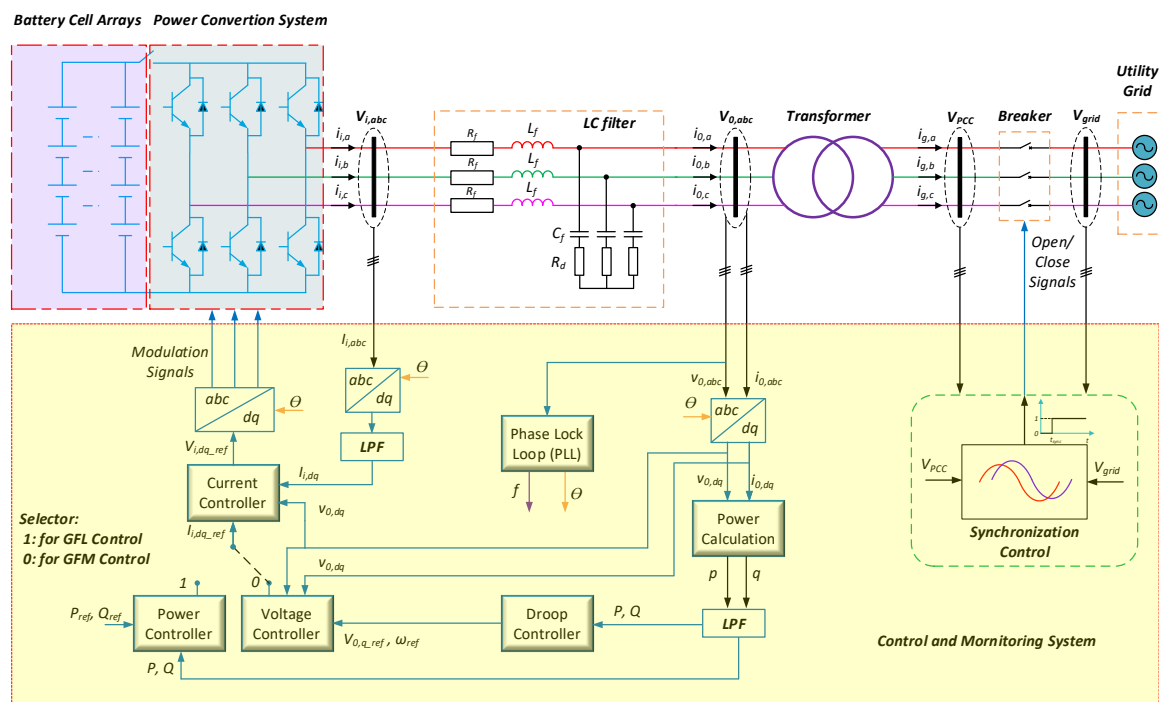 Battery Cell Arrays
Power Convertion System
Utility
Grid
V_i,abc
LC filter
V_0,abc
Transformer
V_PCC
Breaker
V_grid
i_i,a
R_f
L_f
i_0,a
i_g,a
i_i,b
R_f
L_f
i_0,b
i_g,b
i_i,c
R_f
L_f
i_0,c
i_g,c
C_f
R_d
Open/
Close
Signals
Modulation
Signals
I_i,abc
abc
dq
Θ
abc
dq
Θ
LPF
V_i,dq_ref
I_i,dq
Current
Controller
v_0,dq
I_i,dq_ref
Phase Lock
Loop (PLL)
f
Θ
v_0,abc
i_0,abc
Θ
abc
dq
v_0,dq
i_0,dq
Power
Calculation
p
q
LPF
1
0
t_sync
t
V_PCC
V_grid
Synchronization
Control
Selector:
1: for GFL Control
0: for GFM Control
v_0,dq
1
0
P_ref, Q_ref
Power
Controller
Voltage
Controller
V_0,q_ref , ω_ref
Droop
Controller
P, Q
P, Q
Control and Mornitoring System